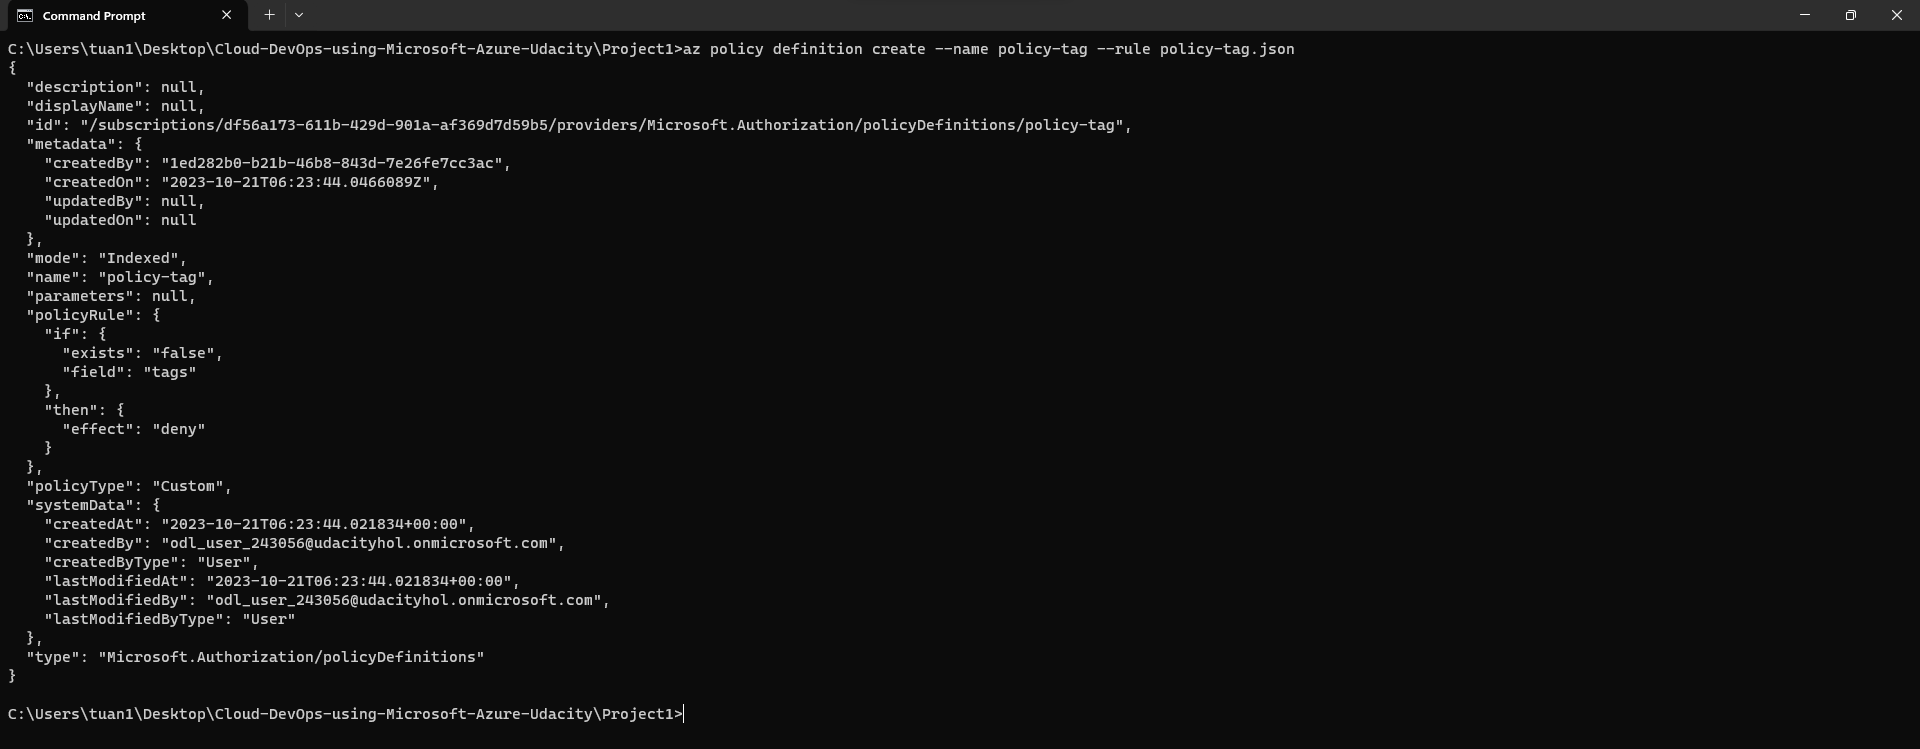 Command Prompt
C:\Users\tuan1\Desktop\Cloud-DevOps-using-Microsoft-Azure-Udacity\Project1>az policy definition create --name policy-tag --rule policy-tag.json
{
  "description": null,
  "displayName": null,
  "id": "/subscriptions/df56a173-611b-429d-901a-af369d7d59b5/providers/Microsoft.Authorization/policyDefinitions/policy-tag",
  "metadata": {
    "createdBy": "1ed282b0-b21b-46b8-843d-7e26fe7cc3ac",
    "createdOn": "2023-10-21T06:23:44.0466089Z",
    "updatedBy": null,
    "updatedOn": null
  },
  "mode": "Indexed",
  "name": "policy-tag",
  "parameters": null,
  "policyRule": {
    "if": {
      "exists": "false",
      "field": "tags"
    },
    "then": {
      "effect": "deny"
    }
  },
  "policyType": "Custom",
  "systemData": {
    "createdAt": "2023-10-21T06:23:44.021834+00:00",
    "createdBy": "odl_user_243056@udacityhol.onmicrosoft.com",
    "createdByType": "User",
    "lastModifiedAt": "2023-10-21T06:23:44.021834+00:00",
    "lastModifiedBy": "odl_user_243056@udacityhol.onmicrosoft.com",
    "lastModifiedByType": "User"
  },
  "type": "Microsoft.Authorization/policyDefinitions"
}
C:\Users\tuan1\Desktop\Cloud-DevOps-using-Microsoft-Azure-Udacity\Project1>